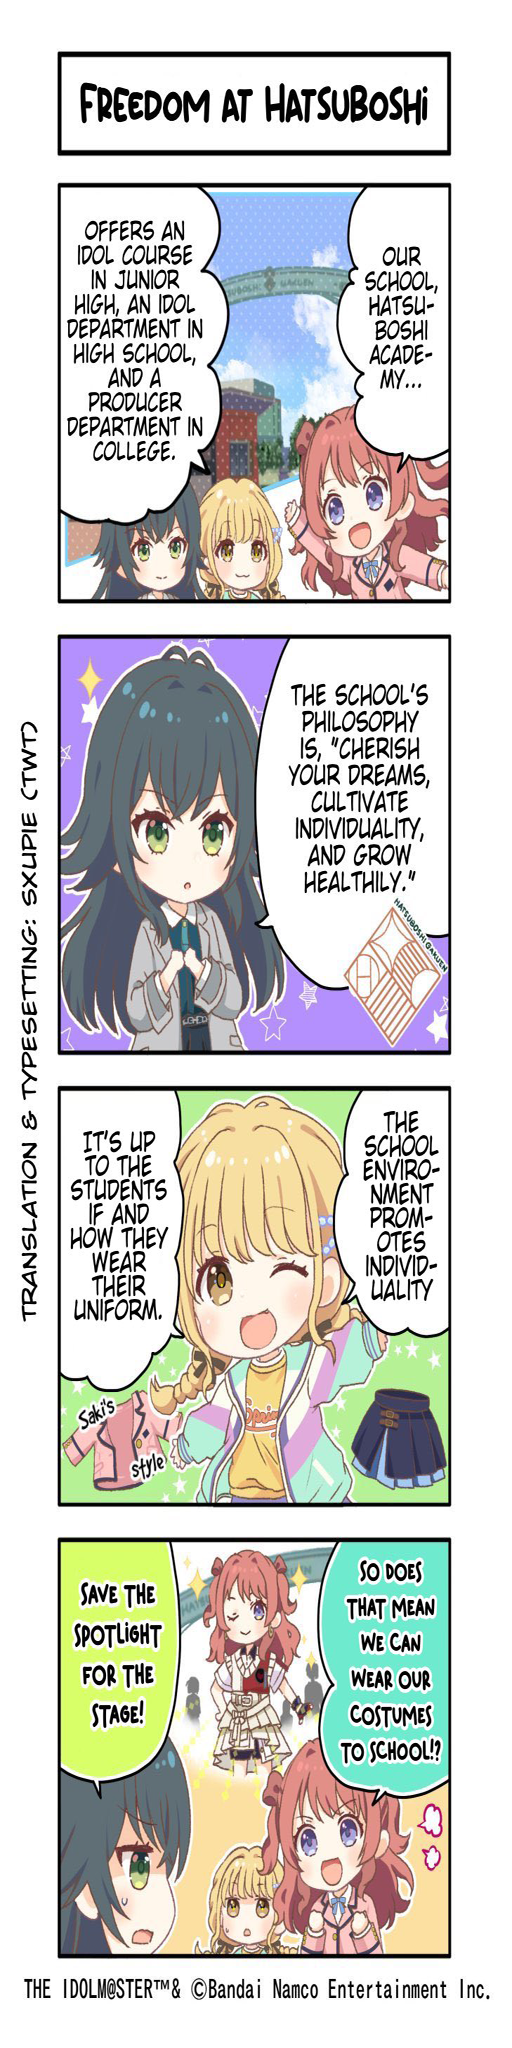 FREEDOM AT HATSUBOSHI
OUR
SCHOOL,
HATSU-
BOSHI
ACADE-
MY...
OFFERS AN
IDOL COURSE
IN JUNIOR
HIGH, AN IDOL
DEPARTMENT IN
HIGH SCHOOL,
AND A
PRODUCER
DEPARTMENT IN
COLLEGE.
THE SCHOOL'S
PHILOSOPHY
IS, "CHERISH
YOUR DREAMS,
CULTIVATE
INDIVIDUALITY,
AND GROW
HEALTHILY."
HATSUBOSHI GAKUEN
THE
SCHOOL
ENVIRO-
NMENT
PROM-
OTES
INDIVID-
UALITY
IT'S UP
TO THE
STUDENTS
IF AND
HOW THEY
WEAR
THEIR
UNIFORM.
Saki's
style
SO DOES
THAT MEAN
WE CAN
WEAR OUR
COSTUMES
TO SCHOOL!?
SAVE THE
SPOTLIGHT
FOR THE
STAGE!
TRANSLATION & TYPESETTING: SXUPIE (TWT)
THE IDOLM@STER™& ©Bandai Namco Entertainment Inc.